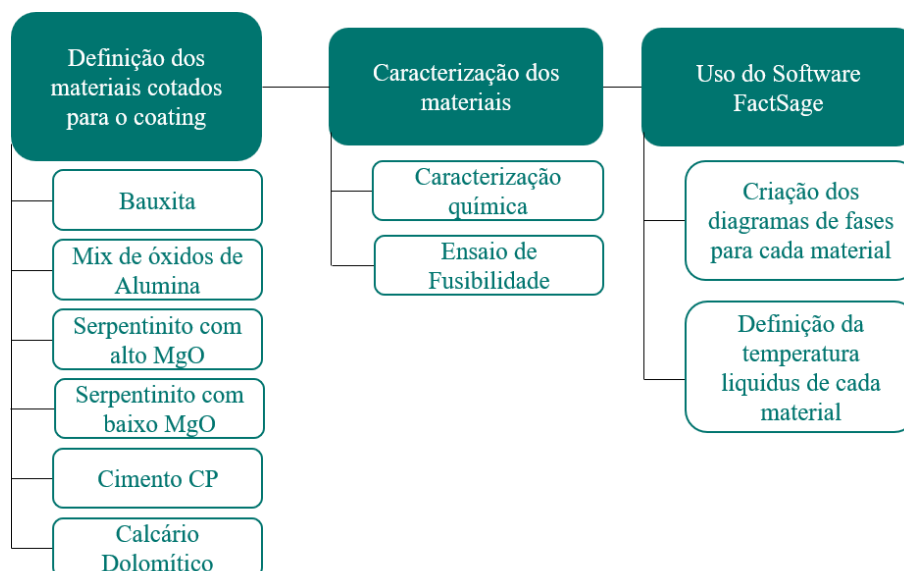 Definição dos
materiais cotados
para o coating
Bauxita
Mix de óxidos de
Alumina
Serpentinito com
alto MgO
Serpentinito com
baixo MgO
Cimento CP
Calcário
Dolomítico
Caracterização dos
materiais
Caracterização
química
Ensaio de
Fusibilidade
Uso do Software
FactSage
Criação dos
diagramas de fases
para cada material
Definição da
temperatura
liquidus de cada
material